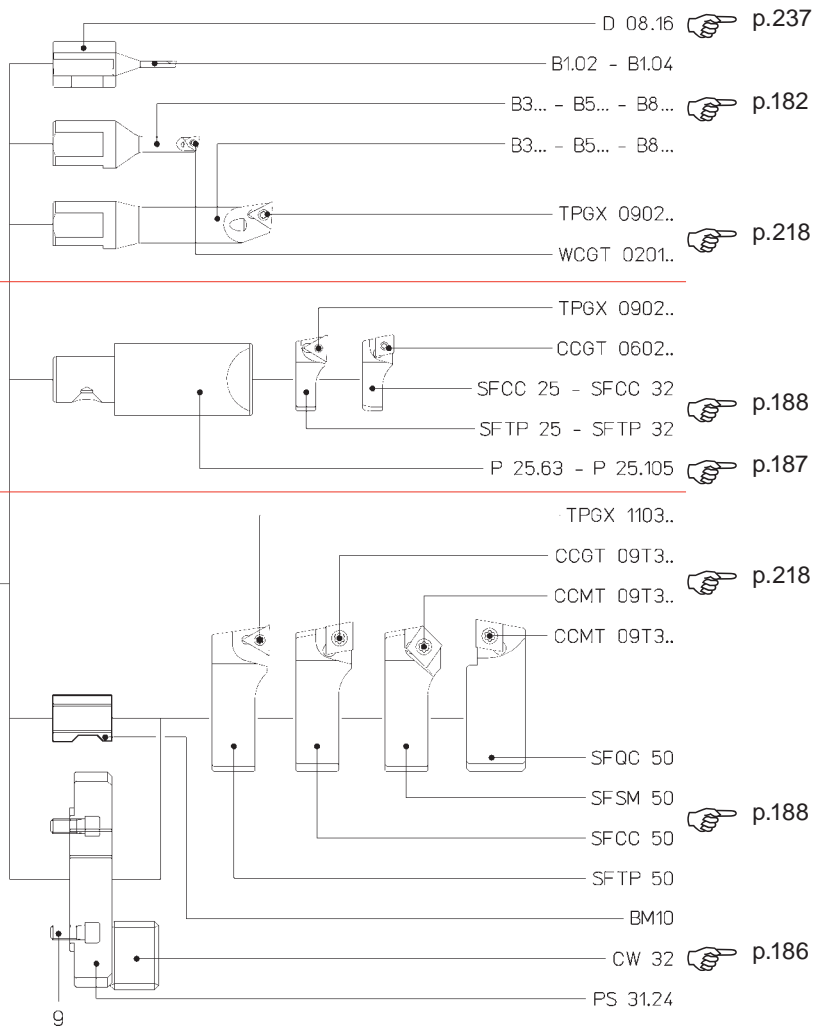 D 08.16 p.237
B1.02 - B1.04
B3... - B5... - B8... p.182
B3... - B5... - B8...
TPGX 0902..
p.218
WCGT 0201..
TPGX 0902..
CCGT 0602..
SFCC 25 - SFCC 32
p.188
SFTP 25 - SFTP 32
P 25.63 - P 25.105 p.187
TPGX 1103..
CCGT 09T3..
p.218
CCMT 09T3..
CCMT 09T3..
SFQC 50
SFSM 50
p.188
SFCC 50
SFTP 50
BM10
CW 32 p.186
PS 31.24
9